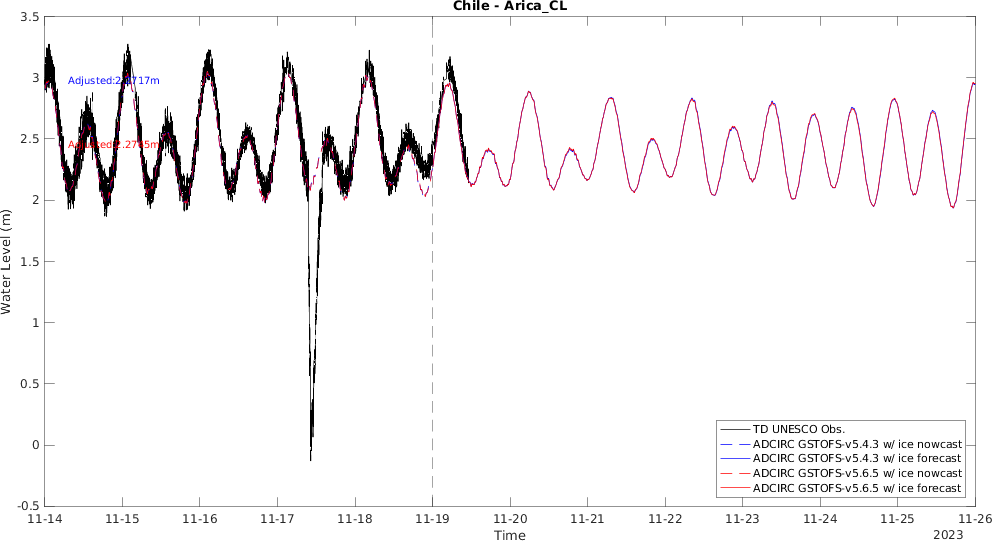 Chile - Arica_CL
3.5
3
2.5
2
1.5
1
0.5
0
-0.5
Water Level (m)
TD UNESCO Obs.
ADCIRC GSTOFS-v5.4.3 w/ ice nowcast
ADCIRC GSTOFS-v5.4.3 w/ ice forecast
ADCIRC GSTOFS-v5.6.5 w/ ice nowcast
ADCIRC GSTOFS-v5.6.5 w/ ice forecast
11-14
11-15
11-16
11-17
11-18
11-19
11-20
11-21
11-22
11-23
11-24
11-25
11-26
Time
2023